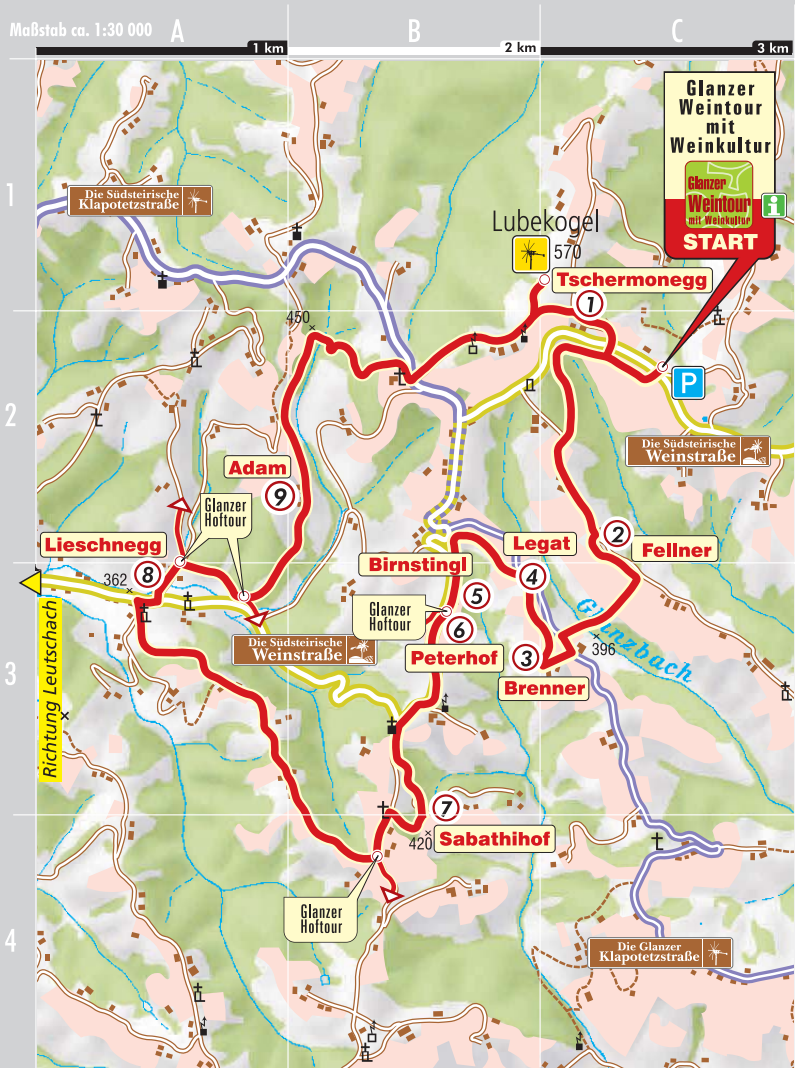 Maßstab ca. 1:30 000
A
B
C
1 km
2 km
3 km
1
2
3
4
Glanzer
Weintour
mit
Weinkultur
Glanzer
Weintour
mit Weinkultur
i
START
Die Südsteirische
Klapotetzstraße
Lubekogel
570
Tschermonegg
1
450
P
Die Südsteirische
Weinstraße
Adam
9
Glanzer
Hoftour
2
Fellner
Lieschnegg
8
362
Legat
4
Birnstingl
5
Glanzer
Hoftour
6
Peterhof
Glanzbach
396
3
Brenner
Die Südsteirische
Weinstraße
Richtung Leutschach
7
Sabathihof
420
Glanzer
Hoftour
Die Glanzer
Klapotetzstraße